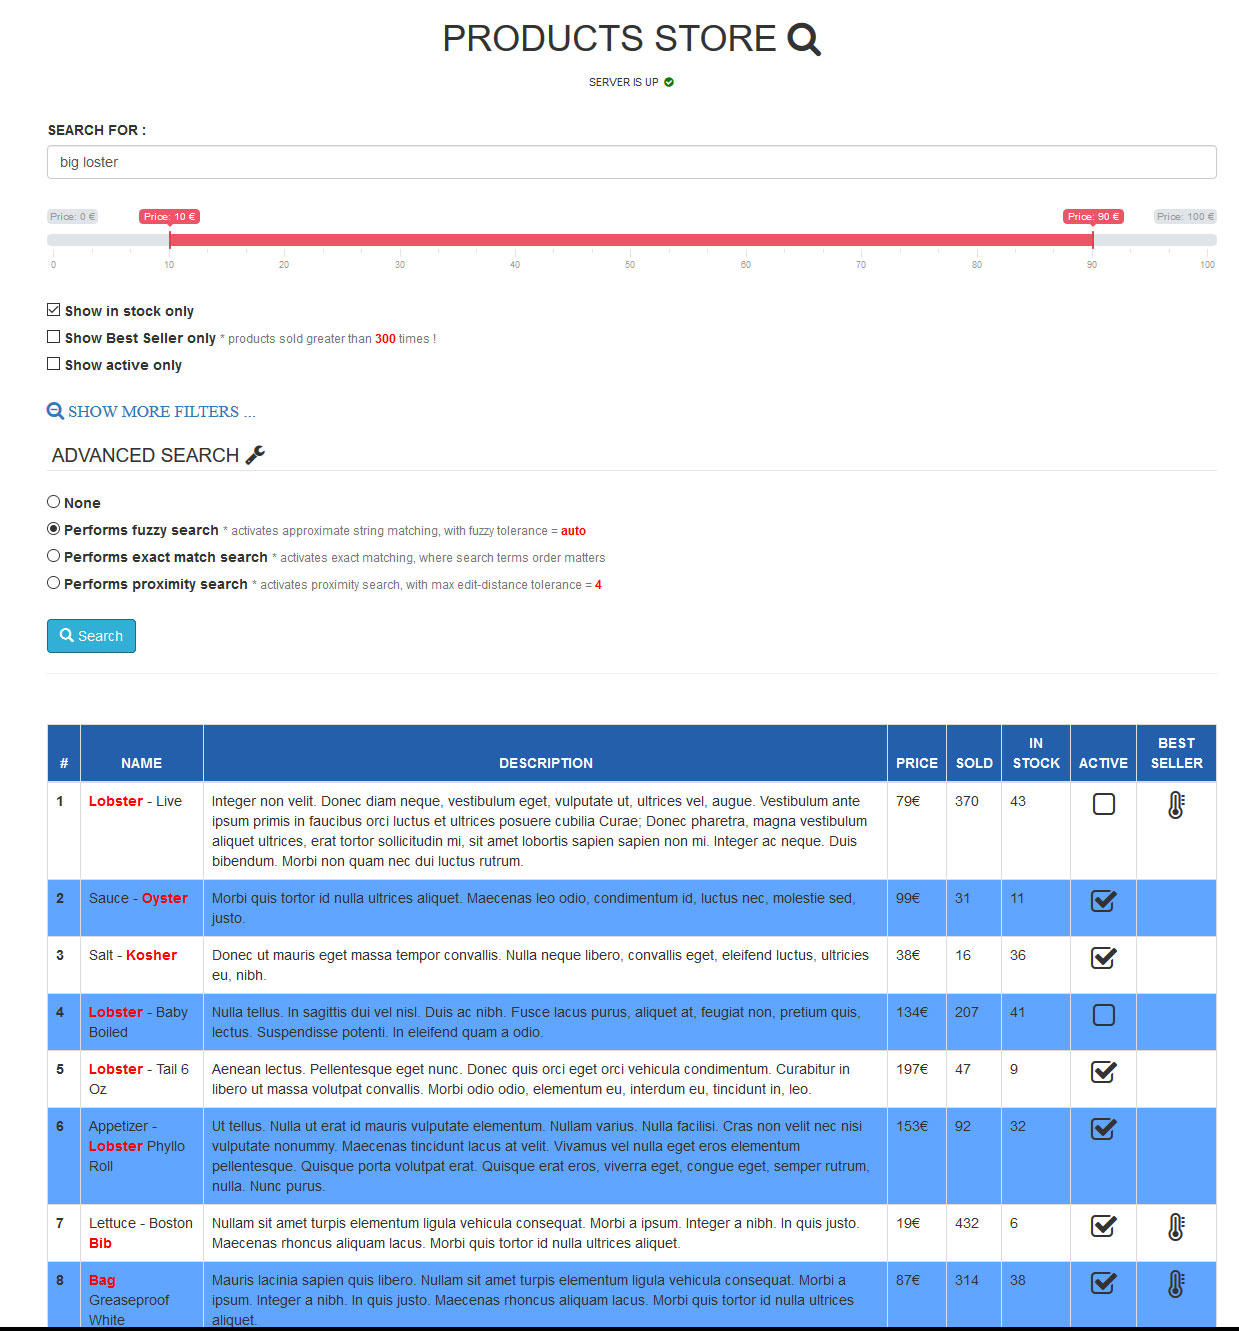 PRODUCTS STORE
SERVER IS UP
SEARCH FOR :
big loster
Price: 0 € Price: 10 € Price: 90 € Price: 100 €
0 10 20 30 40 50 60 70 80 90 100
Show in stock only
Show Best Seller only * products sold greater than 300 times !
Show active only
SHOW MORE FILTERS ...
ADVANCED SEARCH
None
Performs fuzzy search * activates approximate string matching, with fuzzy tolerance = auto
Performs exact match search * activates exact matching, where search terms order matters
Performs proximity search * activates proximity search, with max edit-distance tolerance = 4
Search
# NAME DESCRIPTION PRICE SOLD IN STOCK ACTIVE BEST SELLER
1 Lobster - Live Integer non velit. Donec diam neque, vestibulum eget, vulputate ut, ultrices vel, augue. Vestibulum ante 79€ 370 43
ipsum primis in faucibus orci luctus et ultrices posuere cubilia Curae; Donec pharetra, magna vestibulum
aliquet ultrices, erat tortor sollicitudin mi, sit amet lobortis sapien sapien non mi. Integer ac neque. Duis
bibendum. Morbi non quam nec dui luctus rutrum.
2 Sauce - Oyster Morbi quis tortor id nulla ultrices aliquet. Maecenas leo odio, condimentum id, luctus nec, molestie sed, 99€ 31 11
justo.
3 Salt - Kosher Donec ut mauris eget massa tempor convallis. Nulla neque libero, convallis eget, eleifend luctus, ultricies 38€ 16 36
eu, nibh.
4 Lobster - Baby Nulla tellus. In sagittis dui vel nisl. Duis ac nibh. Fusce lacus purus, aliquet at, feugiat non, pretium quis, 134€ 207 41
Boiled lectus. Suspendisse potenti. In eleifend quam a odio.
5 Lobster - Tail 6 Aenean lectus. Pellentesque eget nunc. Donec quis orci eget orci vehicula condimentum. Curabitur in 197€ 47 9
Oz libero ut massa volutpat convallis. Morbi odio odio, elementum eu, interdum eu, tincidunt in, leo.
6 Appetizer - Ut tellus. Nulla ut erat id mauris vulputate elementum. Nullam varius. Nulla facilisi. Cras non velit nec nisi 153€ 92 32
Lobster Phyllo vulputate nonummy. Maecenas tincidunt lacus at velit. Vivamus vel nulla eget eros elementum
Roll pellentesque. Quisque porta volutpat erat. Quisque erat eros, viverra eget, congue eget, semper rutrum,
nulla. Nunc purus.
7 Lettuce - Boston Nullam sit amet turpis elementum ligula vehicula consequat. Morbi a ipsum. Integer a nibh. In quis justo. 19€ 432 6
Bib Maecenas rhoncus aliquam lacus. Morbi quis tortor id nulla ultrices aliquet.
8 Bag Mauris lacinia sapien quis libero. Nullam sit amet turpis elementum ligula vehicula consequat. Morbi a 87€ 314 38
Greaseproof ipsum. Integer a nibh. In quis justo. Maecenas rhoncus aliquam lacus. Morbi quis tortor id nulla ultrices
White aliquet.